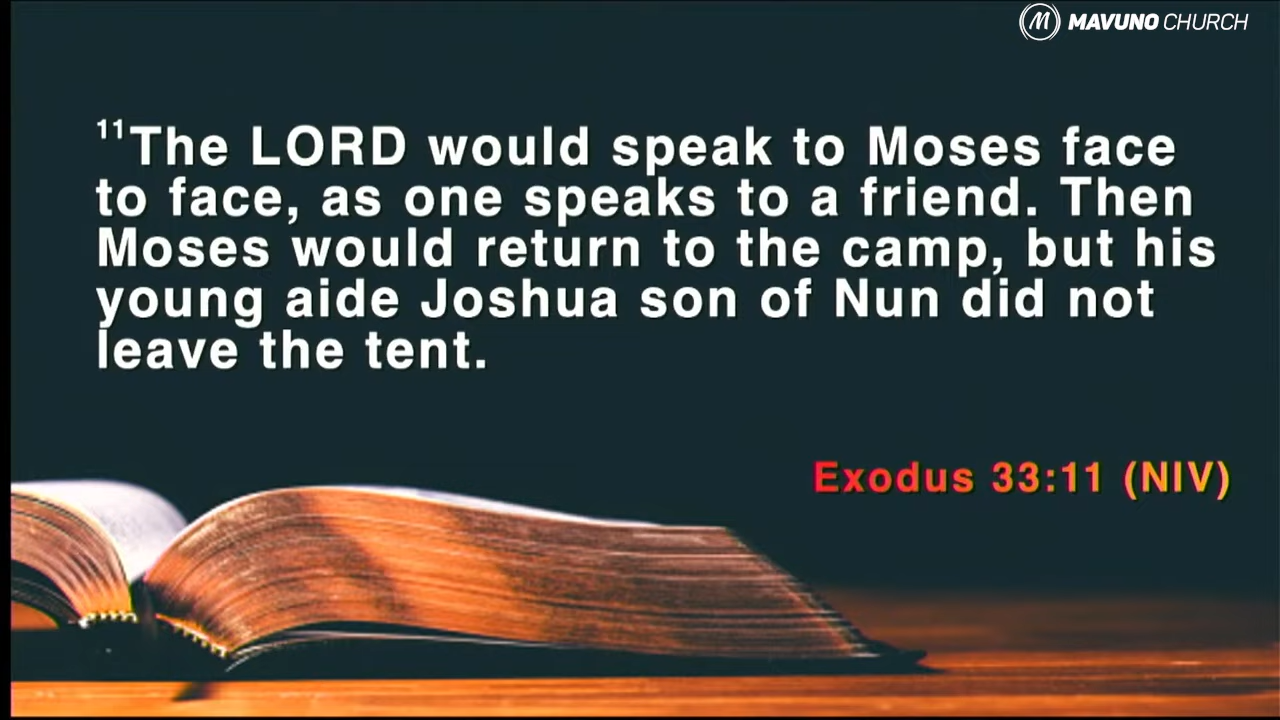 MAVUNO CHURCH
11The LORD would speak to Moses face
to face, as one speaks to a friend. Then
Moses would return to the camp, but his
young aide Joshua son of Nun did not
leave the tent.
Exodus 33:11 (NIV)